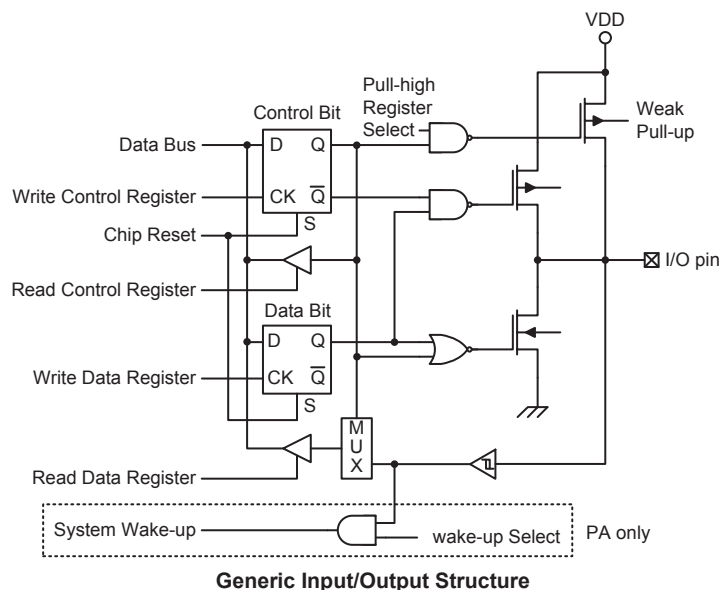 VDD
Pull-high
Register
Select
Weak
Pull-up
Control Bit
Data Bus
D
Q
Write Control Register
CK
Q
Chip Reset
S
I/O pin
Read Control Register
Data Bit
D
Q
Write Data Register
CK
Q
S
M
U
X
Read Data Register
System Wake-up
wake-up Select
PA only
Generic Input/Output Structure